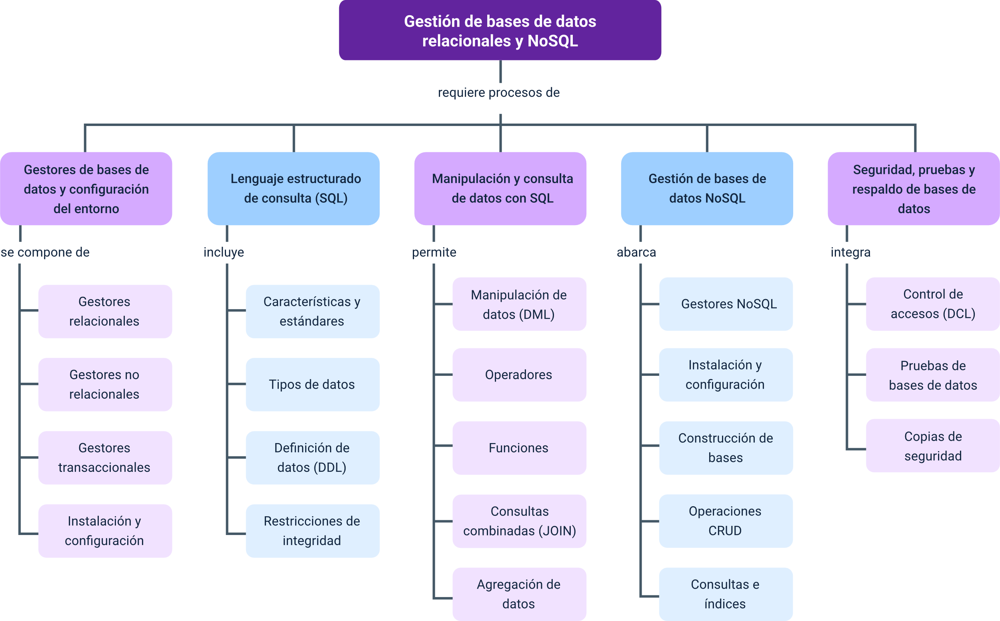 Gestión de bases de datos
relacionales y NoSQL
requiere procesos de
Gestores de bases de
datos y configuración
del entorno
se compone de
Gestores
relacionales
Gestores no
relacionales
Gestores
transaccionales
Instalación y
configuración
Lenguaje estructurado
de consulta (SQL)
incluye
Características y
estándares
Tipos de datos
Definición de
datos (DDL)
Restricciones de
integridad
Manipulación y consulta
de datos con SQL
permite
Manipulación de
datos (DML)
Operadores
Funciones
Consultas
combinadas (JOIN)
Agregación de
datos
Gestión de bases de
datos NoSQL
abarca
Gestores NoSQL
Instalación y
configuración
Construcción de
bases
Operaciones
CRUD
Consultas e
índices
Seguridad, pruebas y
respaldo de bases de
datos
integra
Control de
accesos (DCL)
Pruebas de
bases de datos
Copias de
seguridad